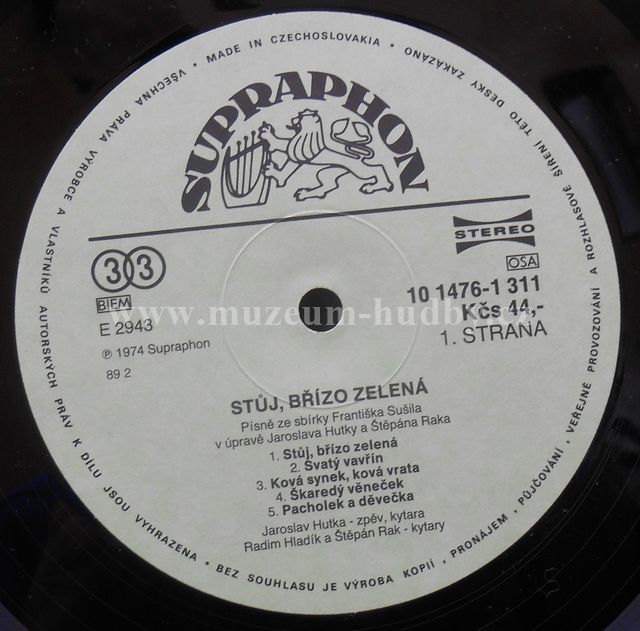 SUPRAPHON
33
BIEM
E 2943
℗ 1974 Supraphon
89 2
STEREO
OSA
10 1476-1 311
Kčs 44,-
1. STRANA
STŮJ, BŘÍZO ZELENÁ
Písně ze sbírky Františka Sušila
v úpravě Jaroslava Hutky a Štěpána Raka
1. Stůj, břízo zelená
2. Svatý vavřín
3. Ková synek, ková vrata
4. Škaredý věneček
5. Pacholek a děvečka
Jaroslav Hutka - zpěv, kytara
Radim Hladík a Štěpán Rak - kytary
• MADE IN CZECHOSLOVAKIA • VŠECHNA PRÁVA VÝROBCE A VLASTNÍKŮ AUTORSKÝCH PRÁV K DÍLU JSOU VYHRAZENA • BEZ SOUHLASU JE VÝROBA KOPIÍ, PRONÁJEM, PŮJČOVÁNÍ, VEŘEJNÉ PROVOZOVÁNÍ A ROZHLASOVÉ ŠÍŘENÍ TÉTO DESKY ZAKÁZÁNO
www.muzeum-hudby.cz